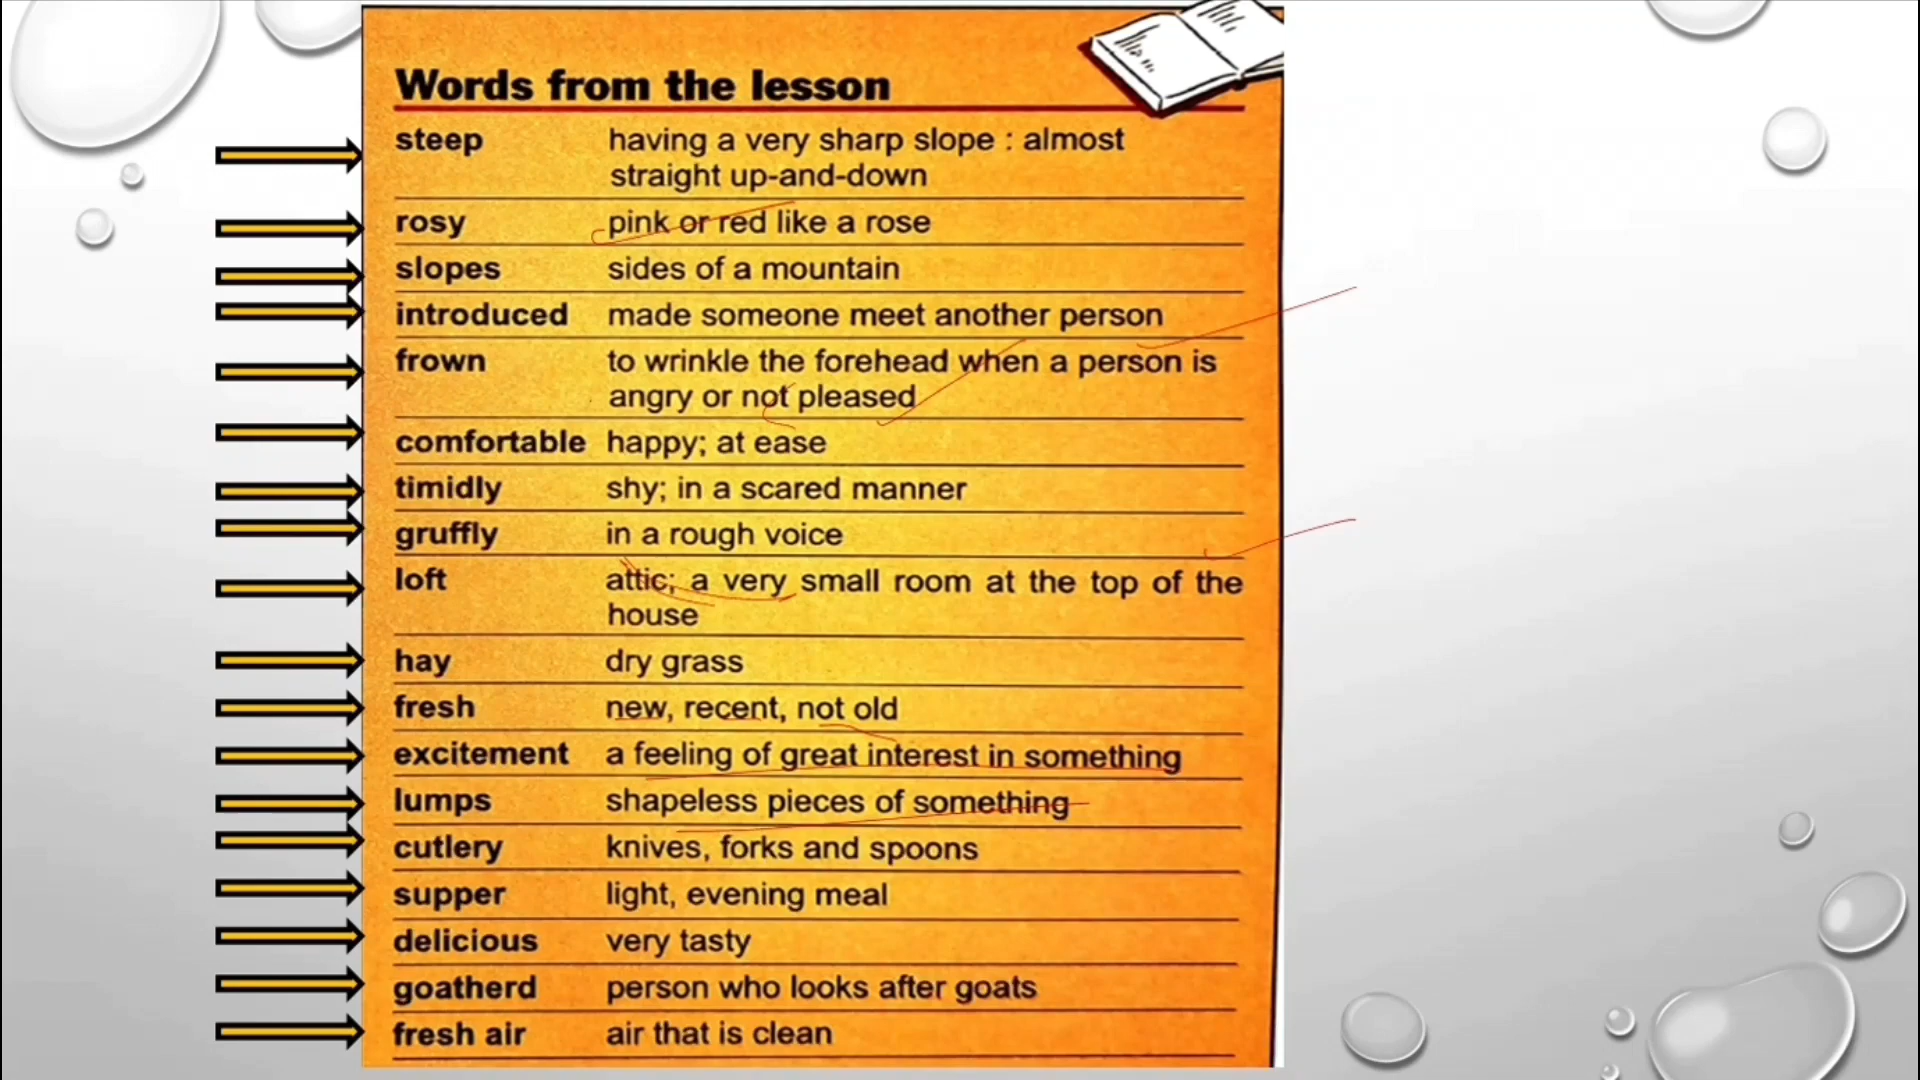 Words from the lesson
steep having a very sharp slope : almost
straight up-and-down
rosy pink or red like a rose
slopes sides of a mountain
introduced made someone meet another person
frown to wrinkle the forehead when a person is
angry or not pleased
comfortable happy; at ease
timidly shy; in a scared manner
gruffly in a rough voice
loft attic; a very small room at the top of the
house
hay dry grass
fresh new, recent, not old
excitement a feeling of great interest in something
lumps shapeless pieces of something
cutlery knives, forks and spoons
supper light, evening meal
delicious very tasty
goatherd person who looks after goats
fresh air air that is clean